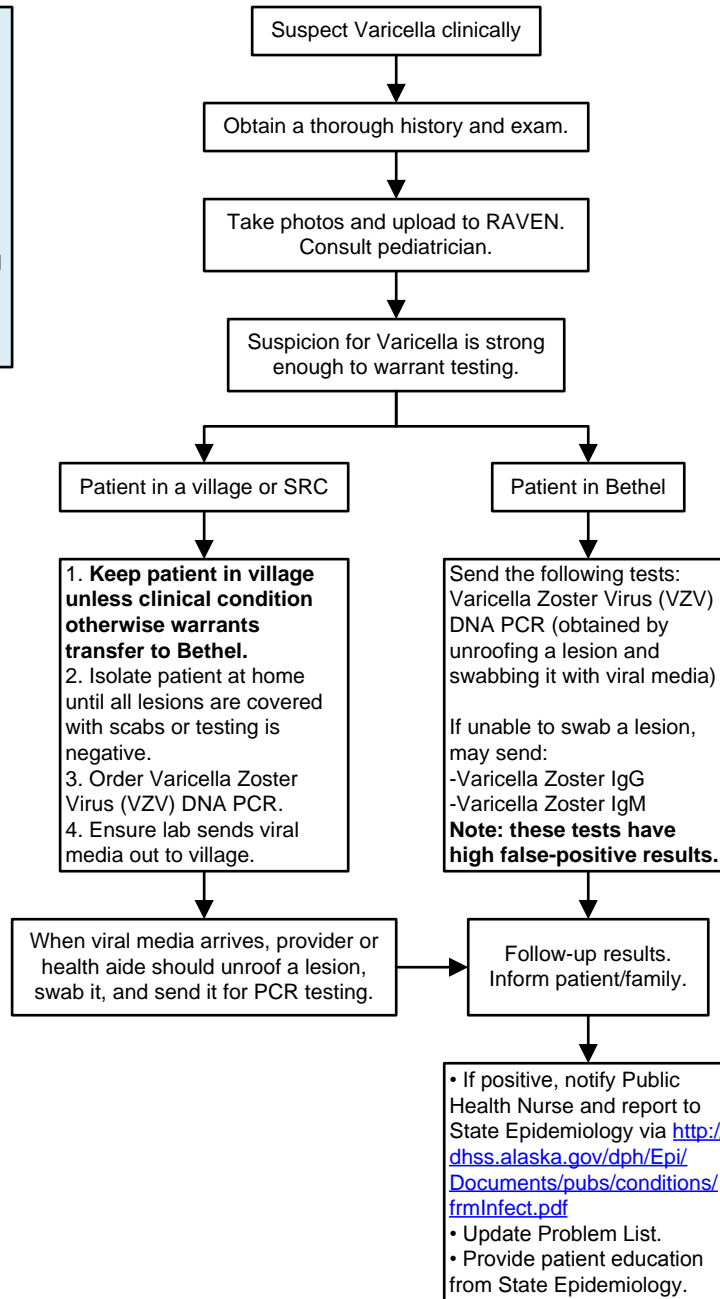 Suspect Varicella clinically
Obtain a thorough history and exam.
Take photos and upload to RAVEN.
Consult pediatrician.
Suspicion for Varicella is strong
enough to warrant testing.
Patient in a village or SRC
1. Keep patient in village
unless clinical condition
otherwise warrants
transfer to Bethel.
2. Isolate patient at home
until all lesions are covered
with scabs or testing is
negative.
3. Order Varicella Zoster
Virus (VZV) DNA PCR.
4. Ensure lab sends viral
media out to village.
When viral media arrives, provider or
health aide should unroof a lesion,
swab it, and send it for PCR testing.
Patient in Bethel
Send the following tests:
Varicella Zoster Virus (VZV)
DNA PCR (obtained by
unroofing a lesion and
swabbing it with viral media)
If unable to swab a lesion,
may send:
-Varicella Zoster IgG
-Varicella Zoster IgM
Note: these tests have
high false-positive results.
Follow-up results.
Inform patient/family.
• If positive, notify Public
Health Nurse and report to
State Epidemiology via http:/
dhss.alaska.gov/dph/Epi/
Documents/pubs/conditions/
frmInfect.pdf
• Update Problem List.
• Provide patient education
from State Epidemiology.